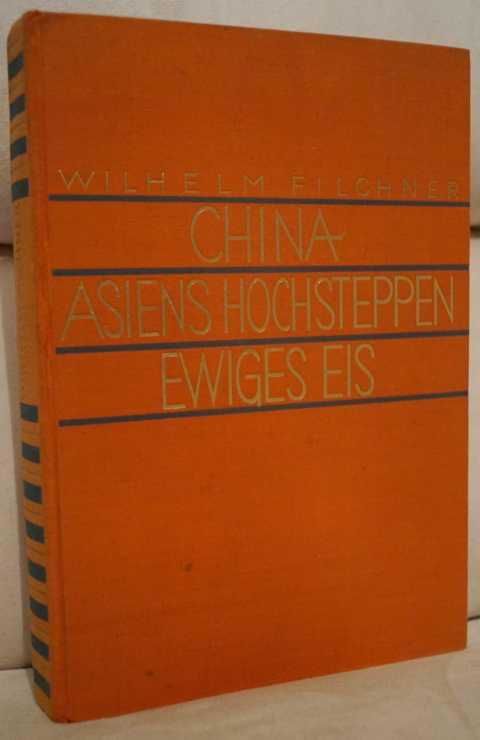 WILHELM FILCHNER
CHINA
ASIENS HOCHSTEPPEN
EWIGES EIS